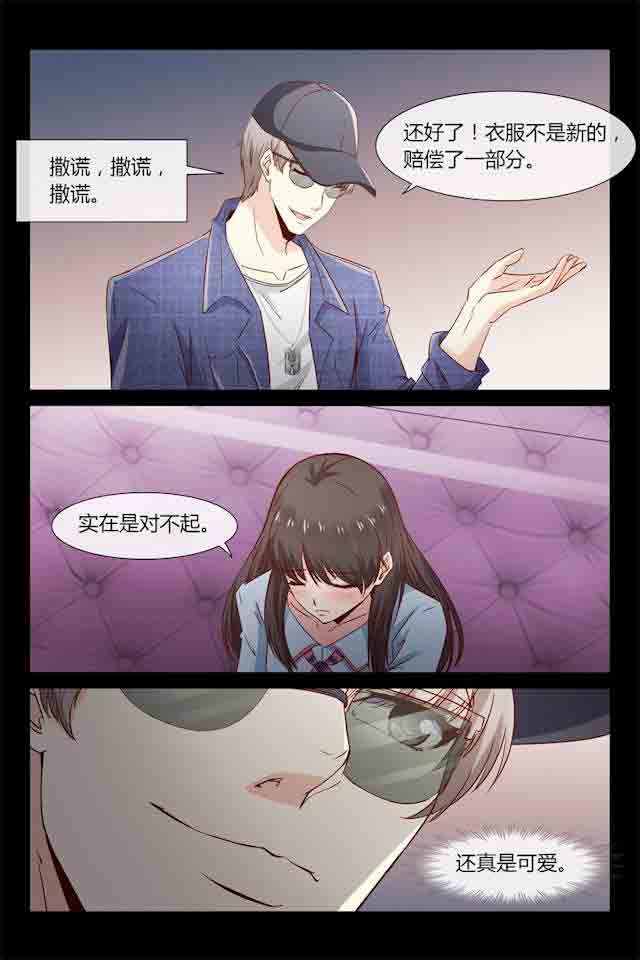 撒谎，撒谎，
撒谎。
还好了！衣服不是新的，
赔偿了一部分。
实在是对不起。
还真是可爱。